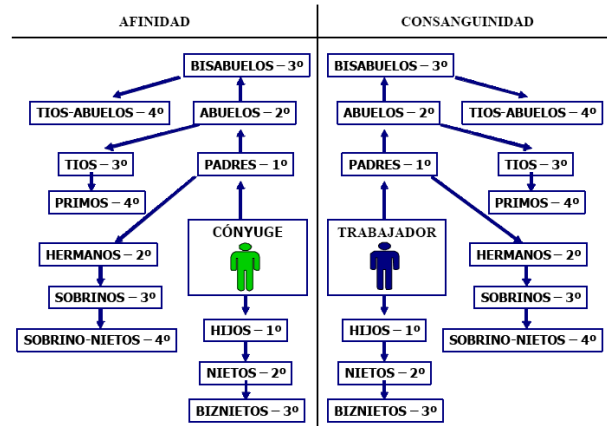 AFINIDAD
CONSANGUINIDAD
BISABUELOS – 3º
BISABUELOS – 3º
TIOS-ABUELOS – 4º
ABUELOS – 2º
ABUELOS – 2º
TIOS-ABUELOS – 4º
TIOS – 3º
PADRES – 1º
PADRES – 1º
TIOS – 3º
PRIMOS – 4º
PRIMOS – 4º
CÓNYUGE
TRABAJADOR
HERMANOS – 2º
HERMANOS – 2º
SOBRINOS – 3º
SOBRINOS – 3º
SOBRINO-NIETOS – 4º
HIJOS – 1º
HIJOS – 1º
SOBRINO-NIETOS – 4º
NIETOS – 2º
NIETOS – 2º
BIZNIETOS – 3º
BIZNIETOS – 3º